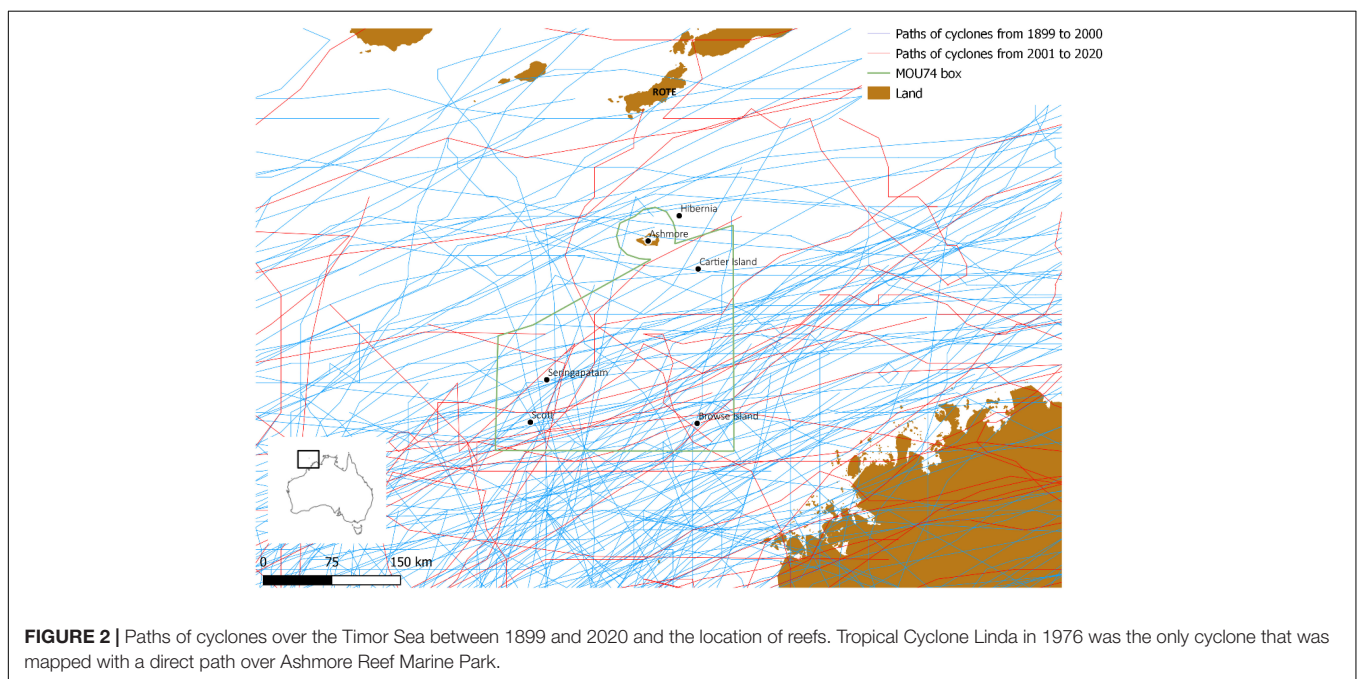 Paths of cyclones from 1899 to 2000
Paths of cyclones from 2001 to 2020
MOU74 box
Land
ROTE
Hibernia
Ashmore
Cartier Island
Seringapatam
Scott
Browse Island
0 75 150 km
FIGURE 2 | Paths of cyclones over the Timor Sea between 1899 and 2020 and the location of reefs. Tropical Cyclone Linda in 1976 was the only cyclone that was
mapped with a direct path over Ashmore Reef Marine Park.